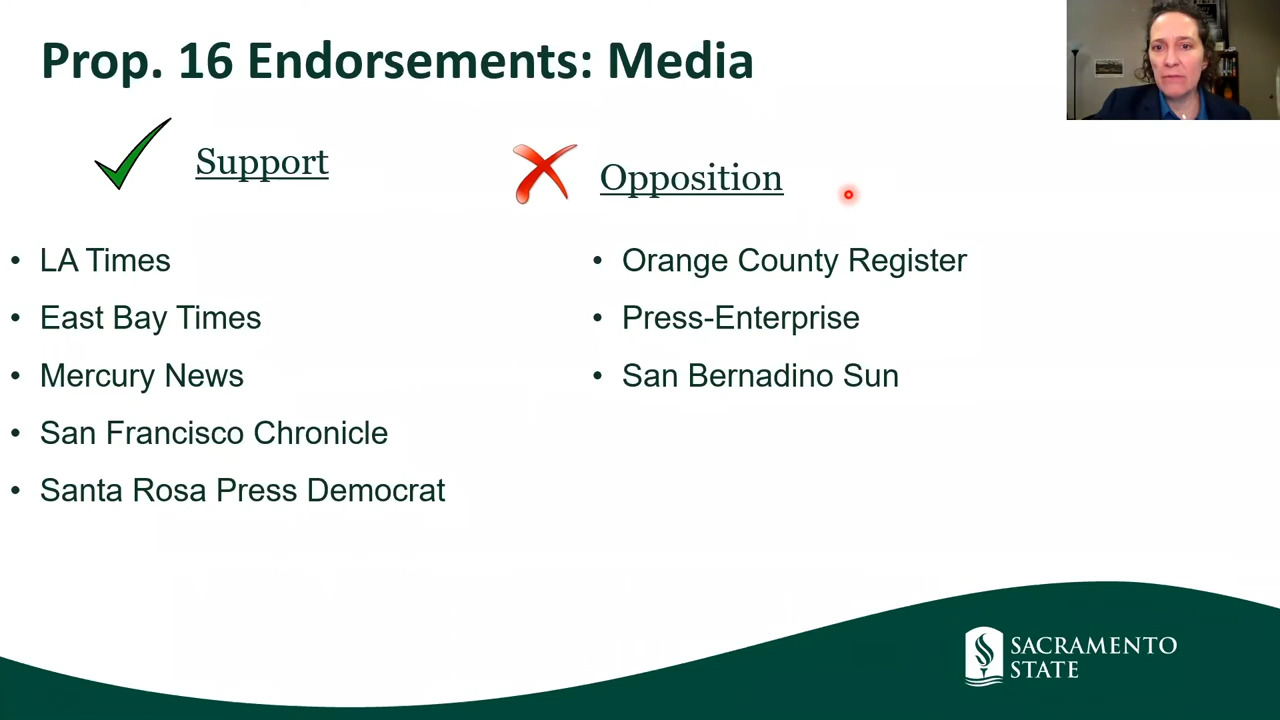 Prop. 16 Endorsements: Media
Support
• LA Times
• East Bay Times
• Mercury News
• San Francisco Chronicle
• Santa Rosa Press Democrat
Opposition
• Orange County Register
• Press-Enterprise
• San Bernadino Sun
SACRAMENTO
STATE